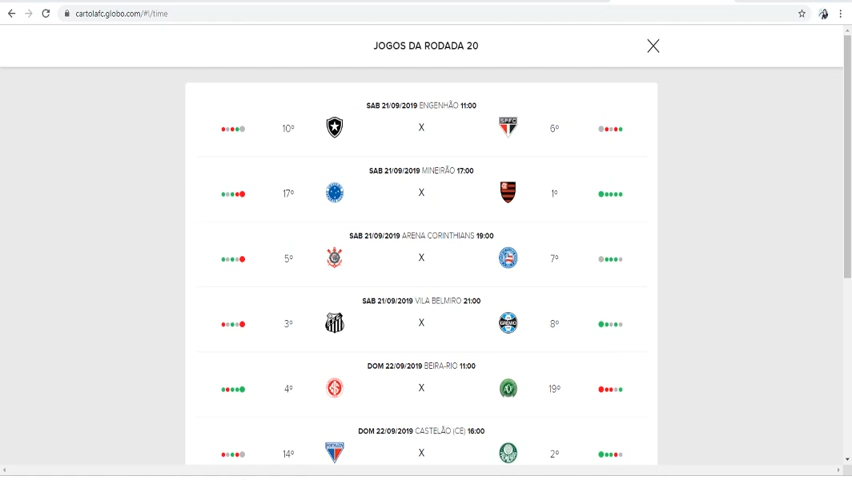 cartolafc.globo.com/#!/time
JOGOS DA RODADA 20
SAB 21/09/2019 ENGENHÃO 11:00
10º X 6º
SPFC
SAB 21/09/2019 MINEIRÃO 17:00
17º X 1º
SAB 21/09/2019 ARENA CORINTHIANS 19:00
5º X 7º
SAB 21/09/2019 VILA BELMIRO 21:00
3º X 8º
GRÊMIO
DOM 22/09/2019 BEIRA-RIO 11:00
4º X 19º
DOM 22/09/2019 CASTELÃO (CE) 16:00
14º X 2º